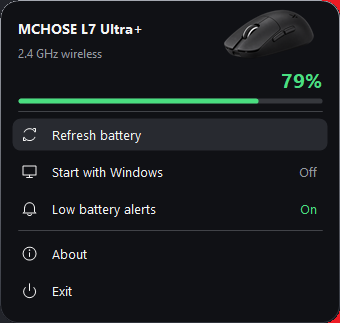 MCHOSE L7 Ultra+
2.4 GHz wireless
79%
Refresh battery
Start with Windows Off
Low battery alerts On
About
Exit